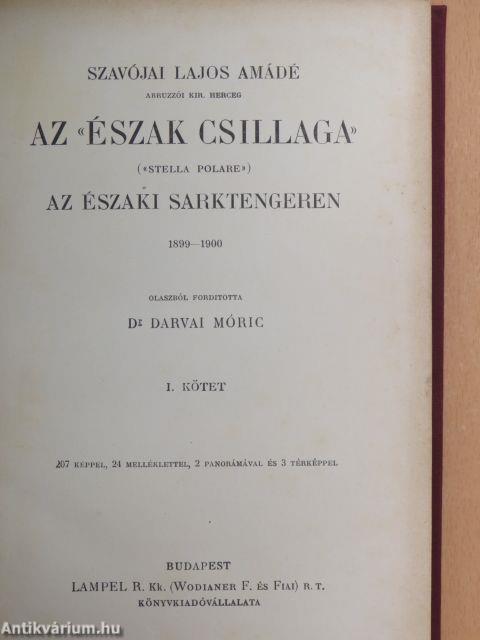 SZAVÓJAI LAJOS AMÁDÉ
ABRUZZÓI KIR. HERCEG
AZ «ÉSZAK CSILLAGA»
(«STELLA POLARE»)
AZ ÉSZAKI SARKTENGEREN
1899—1900
OLASZBÓL FORDITOTTA
Dr DARVAI MÓRIC
I. KÖTET
207 KÉPPEL, 24 MELLÉKLETTEL, 2 PANORÁMÁVAL ÉS 3 TÉRKÉPPEL
BUDAPEST
LAMPEL R. Kk. (WODIANER F. ÉS FIAI) R. T.
KÖNYVKIADÓVÁLLALATA
Antikvárium.hu